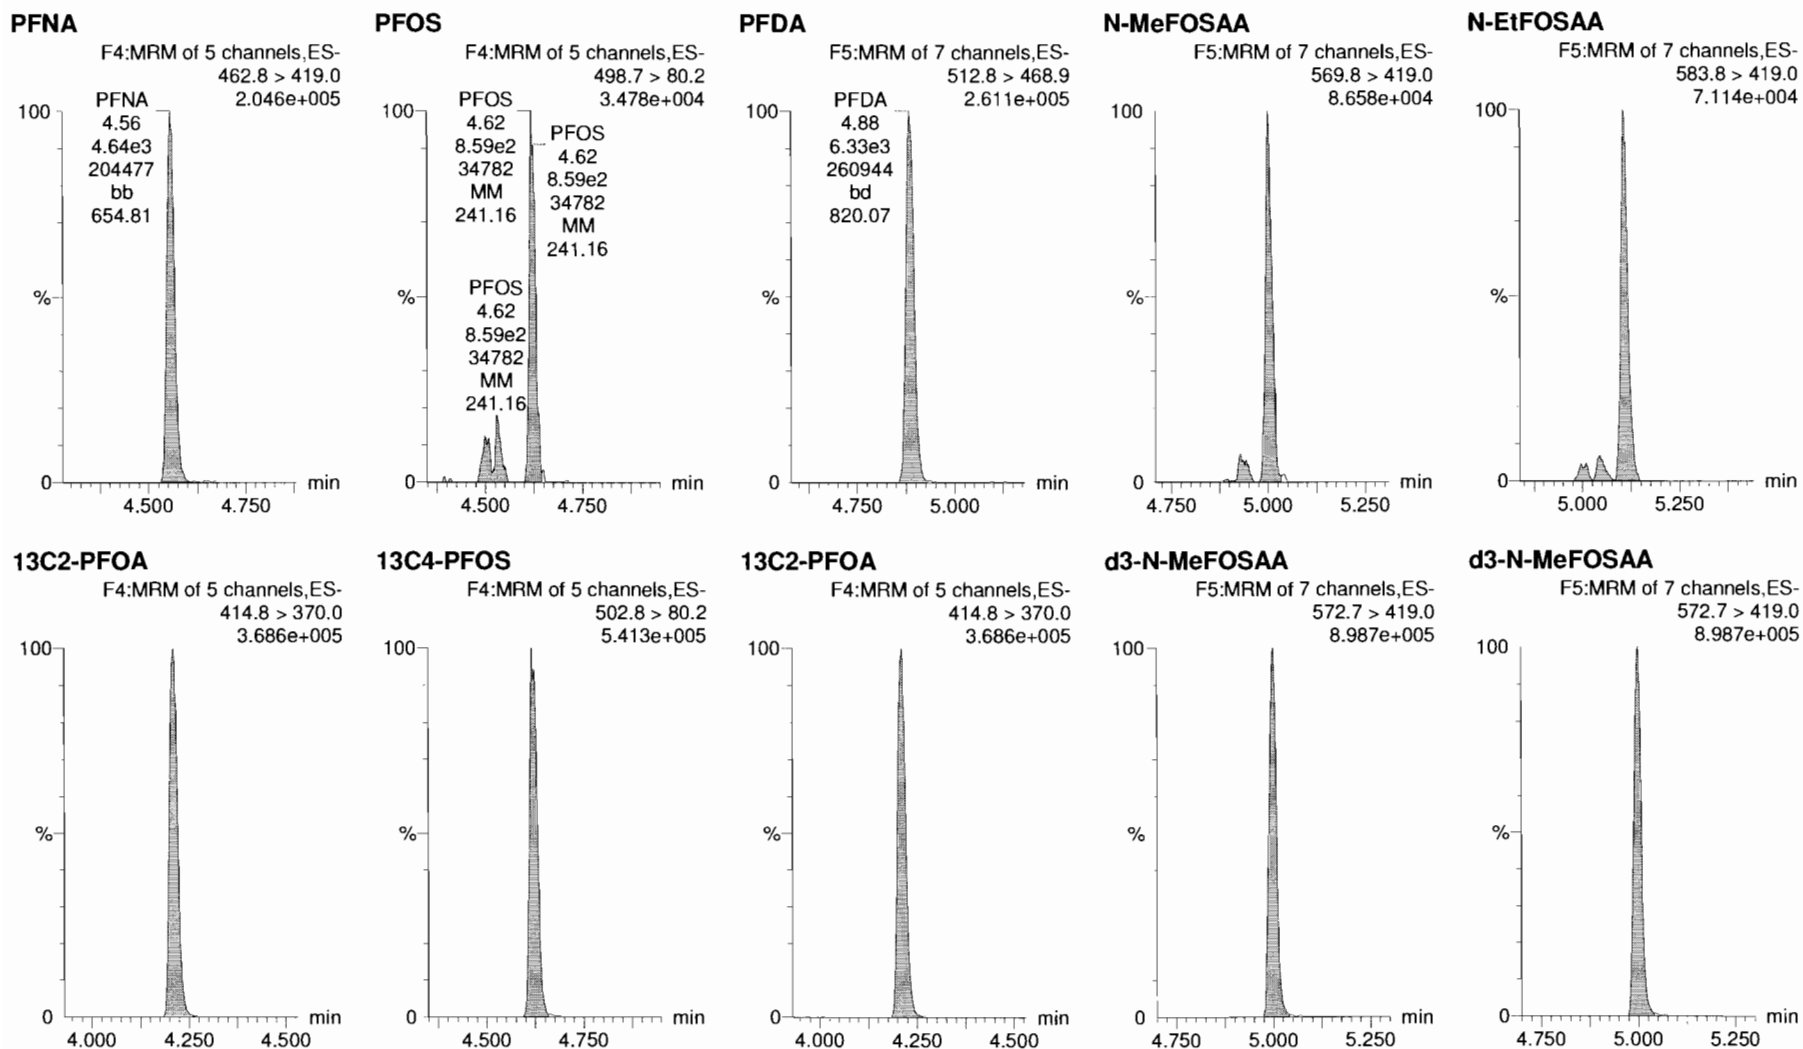 PFNA
F4:MRM of 5 channels,ES-
462.8 > 419.0
2.046e+005
100
PFNA
4.56
4.64e3
204477
bb
654.81
%
0
min
4.500
4.750
PFOS
F4:MRM of 5 channels,ES-
498.7 > 80.2
3.478e+004
100
PFOS
4.62
8.59e2
34782
MM
241.16
PFOS
4.62
8.59e2
34782
MM
241.16
PFOS
4.62
8.59e2
34782
MM
241.16
%
0
min
4.500
4.750
PFDA
F5:MRM of 7 channels,ES-
512.8 > 468.9
2.611e+005
100
PFDA
4.88
6.33e3
260944
bd
820.07
%
0
min
4.750
5.000
N-MeFOSAA
F5:MRM of 7 channels,ES-
569.8 > 419.0
8.658e+004
100
%
0
min
4.750
5.000
5.250
N-EtFOSAA
F5:MRM of 7 channels,ES-
583.8 > 419.0
7.114e+004
100
%
0
min
5.000
5.250
13C2-PFOA
F4:MRM of 5 channels,ES-
414.8 > 370.0
3.686e+005
100
%
0
min
4.000
4.250
4.500
13C4-PFOS
F4:MRM of 5 channels,ES-
502.8 > 80.2
5.413e+005
100
%
0
min
4.500
4.750
13C2-PFOA
F4:MRM of 5 channels,ES-
414.8 > 370.0
3.686e+005
100
%
0
min
4.000
4.250
4.500
d3-N-MeFOSAA
F5:MRM of 7 channels,ES-
572.7 > 419.0
8.987e+005
100
%
0
min
4.750
5.000
5.250
d3-N-MeFOSAA
F5:MRM of 7 channels,ES-
572.7 > 419.0
8.987e+005
100
%
0
min
4.750
5.000
5.250